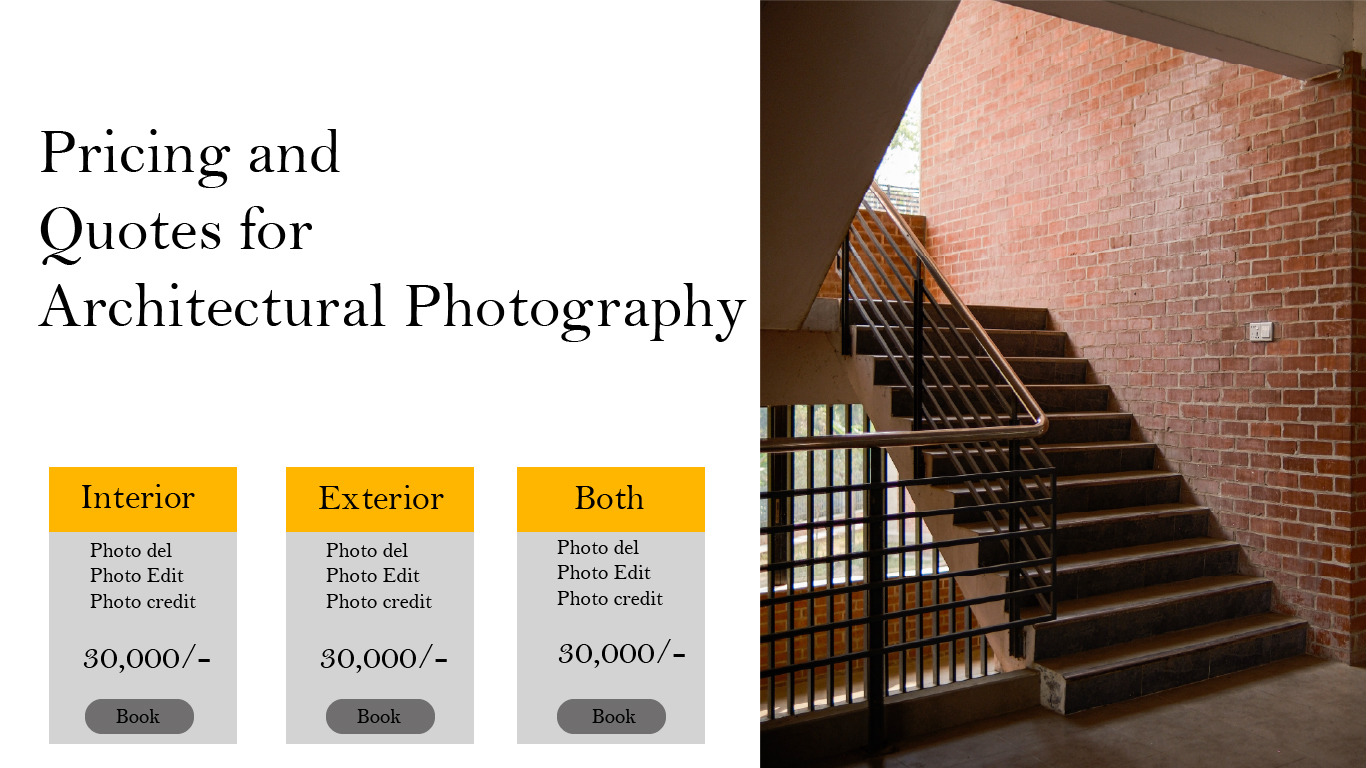 Pricing and
Quotes for
Architectural Photography
Interior
Photo del
Photo Edit
Photo credit
30,000/-
Book
Exterior
Photo del
Photo Edit
Photo credit
30,000/-
Book
Both
Photo del
Photo Edit
Photo credit
30,000/-
Book